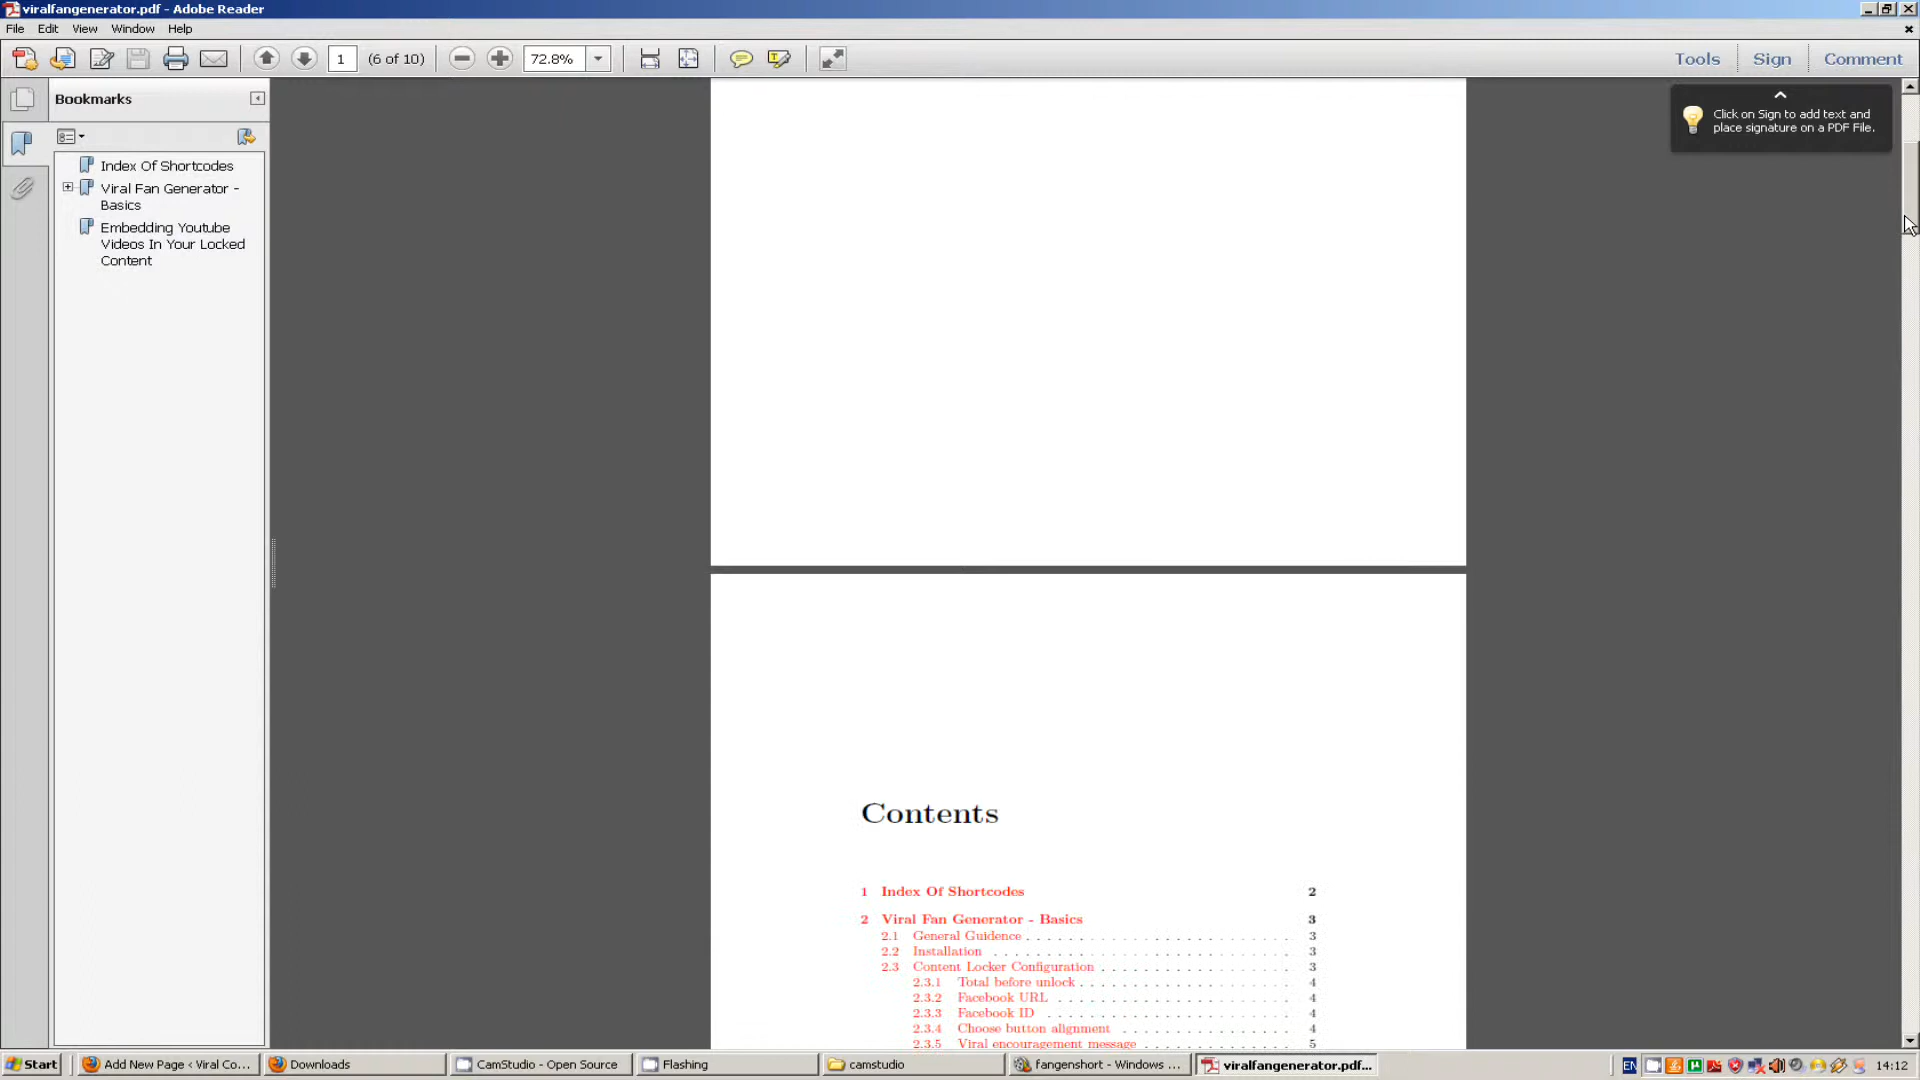 viralfangenerator.pdf - Adobe Reader
File Edit View Window Help
1 (6 of 10) 72.8% Tools Sign Comment
Bookmarks
Click on Sign to add text and
place signature on a PDF File.
Index Of Shortcodes
Viral Fan Generator -
Basics
Embedding Youtube
Videos In Your Locked
Content
Contents
1 Index Of Shortcodes 2
2 Viral Fan Generator - Basics 3
2.1 General Guidence . . . . . . . . . . . . . . . . . . . . . 3
2.2 Installation . . . . . . . . . . . . . . . . . . . . . . . 3
2.3 Content Locker Configuration . . . . . . . . . . . . . . . 3
2.3.1 Total before unlock . . . . . . . . . . . . . . . . . 4
2.3.2 Facebook URL . . . . . . . . . . . . . . . . . . 4
2.3.3 Facebook ID . . . . . . . . . . . . . . . . . . . 4
2.3.4 Choose button alignment . . . . . . . . . . . . . 4
2.3.5 Viral encouragement message . . . . . . . . . . . . 5
Start Add New Page < Viral Co... Downloads CamStudio - Open Source Flashing camstudio fangenshort - Windows ... viralfangenerator.pdf... EN 14:12